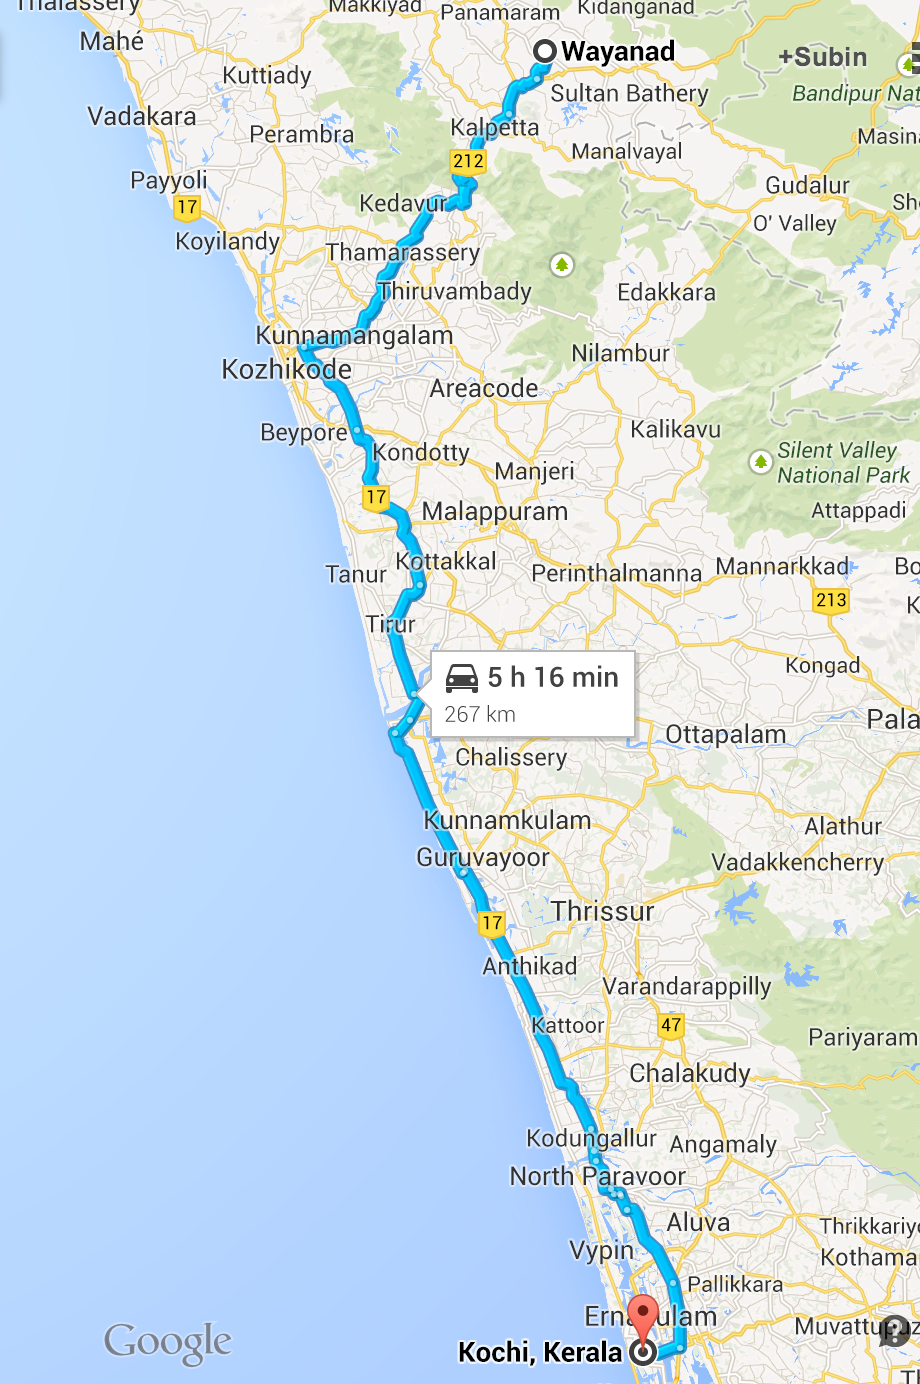 Thalassery
Makkiyad
Kidanganad
Panamaram
Mahé
Wayanad
+Subin
Kuttiady
Sultan Bathery
Bandipur Nat
Vadakara
Kalpetta
Perambra
Masina
Manalvayal
212
Payyoli
Gudalur
17
Kedavur
She
O' Valley
Koyilandy
Thamarassery
Thiruvambady
Edakkara
Kunnamangalam
Nilambur
Kozhikode
Areacode
Beypore
Kalikavu
Kondotty
Silent Valley
National Park
Manjeri
17
Malappuram
Attappadi
Kottakkal
Tanur
Perinthalmanna
Mannarkkad
Bo
213
K
Tirur
Kongad
5 h 16 min
267 km
Pala
Ottapalam
Chalissery
Kunnamkulam
Alathur
Guruvayoor
Vadakkencherry
Thrissur
17
Anthikad
Varandarappilly
Kattoor
47
Pariyaram
Chalakudy
Kodungallur
Angamaly
North Paravoor
Aluva
Thrikkariyo
Vypin
Kothama
Pallikkara
Ernakulam
Muvattupuz
Google
Kochi, Kerala